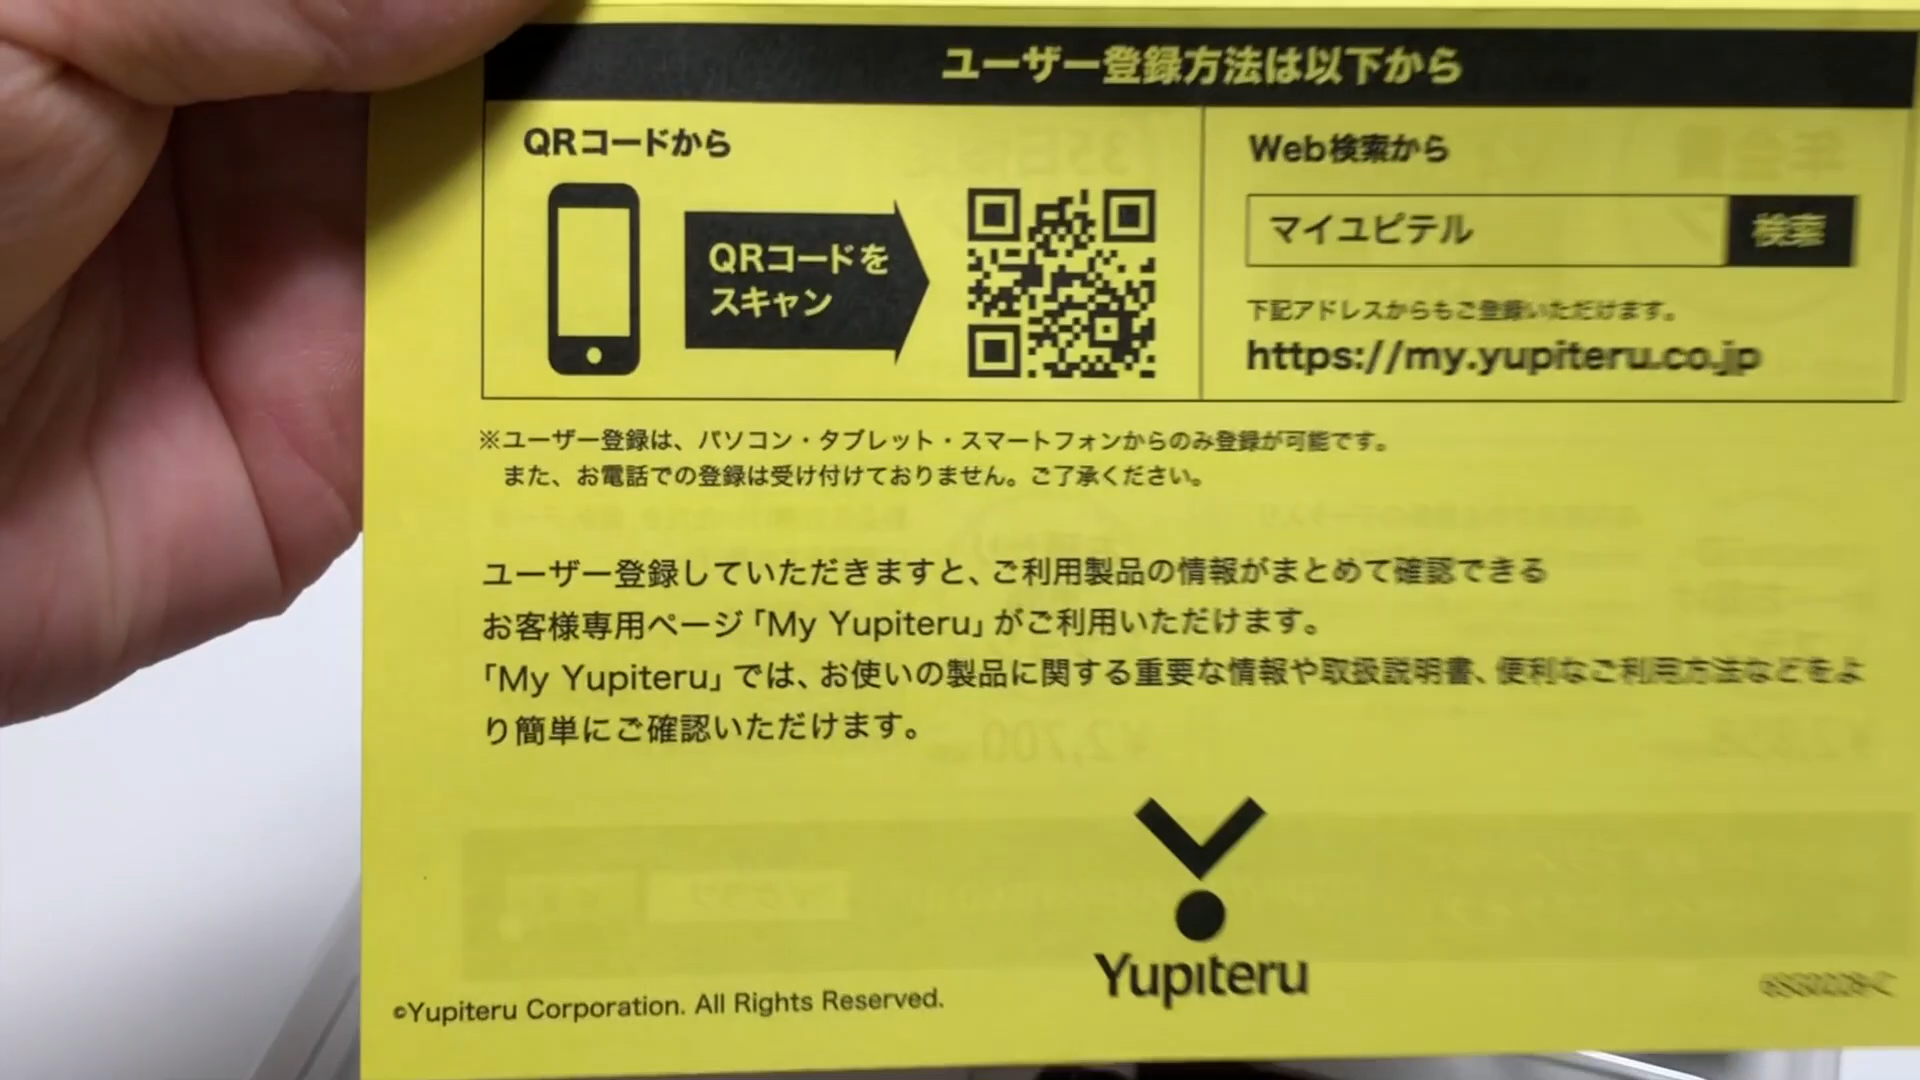 ユーザー登録方法は以下から
QRコードから
QRコードを
スキャン
Web検索から
マイユピテル
検索
下記アドレスからもご登録いただけます。
https://my.yupiteru.co.jp
※ユーザー登録は、パソコン・タブレット・スマートフォンからのみ登録が可能です。
また、お電話での登録は受け付けておりません。ご了承ください。
ユーザー登録していただきますと、ご利用製品の情報がまとめて確認できる
お客様専用ページ「My Yupiteru」がご利用いただけます。
「My Yupiteru」では、お使いの製品に関する重要な情報や取扱説明書、便利なご利用方法などをよ
り簡単にご確認いただけます。
Yupiteru
©Yupiteru Corporation. All Rights Reserved.